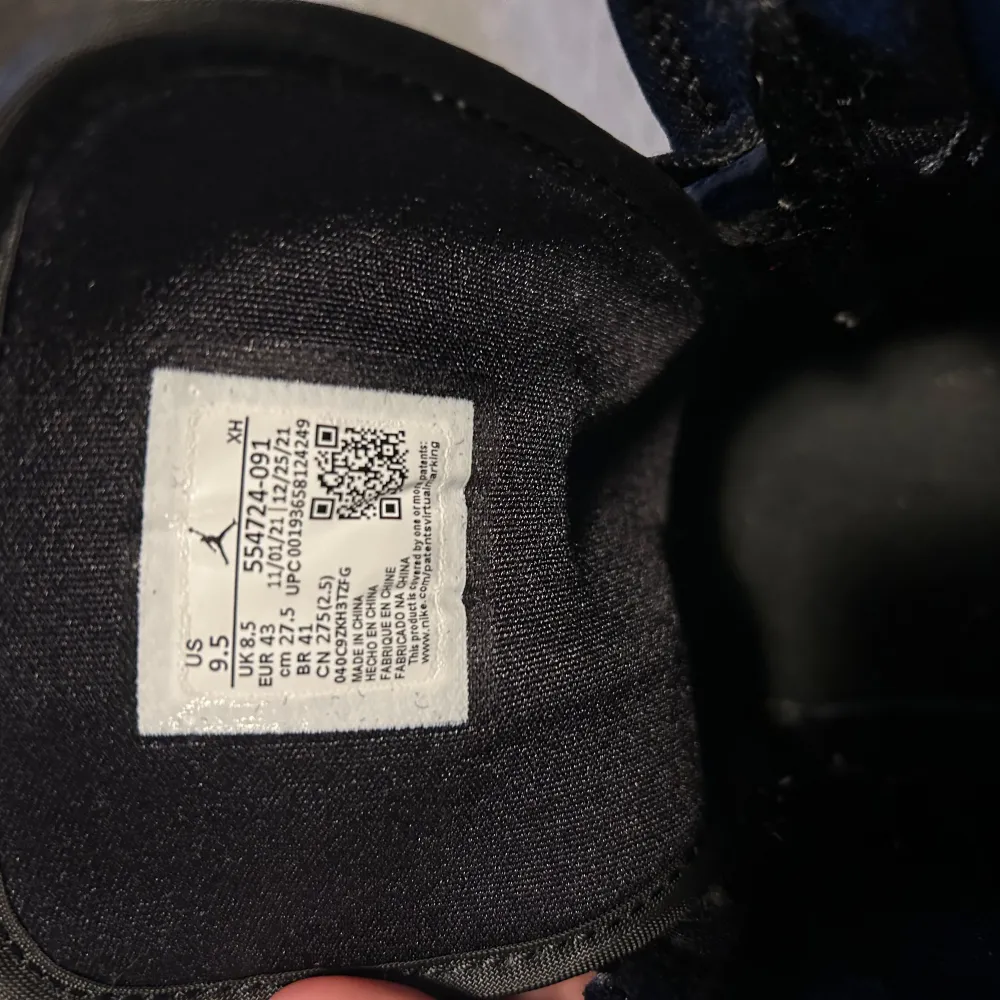 US
9.5
XH
UK 8.5
554724-091
EUR 43
11/01/21|12/25/21
cm 27.5
UPC 00193658124249
BR 41
CN 275(2.5)
040C9ZKH3TZFG
MADE IN CHINA
HECHO EN CHINA
FABRIQUE EN CHINE
FABRICADO NA CHINA
This product is covered by one or more patents:
www.nike.com/patentsvirtualmarking